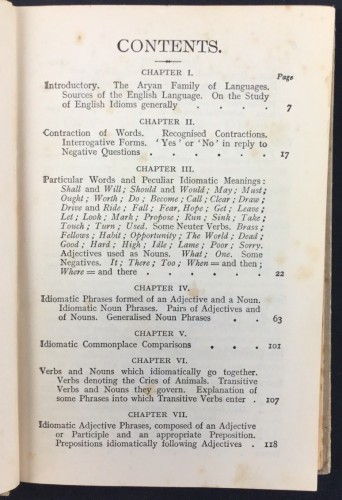 CONTENTS.
CHAPTER I.
Page
Introductory. The Aryan Family of Languages.
Sources of the English Language. On the Study
of English Idioms generally . . . . 7
CHAPTER II.
Contraction of Words. Recognised Contractions.
Interrogative Forms. 'Yes' or 'No' in reply to
Negative Questions . . . . . . 17
CHAPTER III.
Particular Words and Peculiar Idiomatic Meanings:
Shall and Will; Should and Would; May; Must;
Ought; Worth; Do; Become; Call; Clear; Draw
Drive and Ride; Fall; Fear, Hope; Get; Leave;
Let; Look; Mark; Propose; Run; Sink; Take;
Touch; Turn; Used. Some Neuter Verbs. Brass;
Fellows; Habit; Opportunity; The World; Dead;
Good; Hard; High; Idle; Lame; Poor; Sorry.
Adjectives used as Nouns. What; One. Some
Negatives. It; There; Too; When = and then;
Where = and there . . . . . . 22
CHAPTER IV.
Idiomatic Phrases formed of an Adjective and a Noun.
Idiomatic Noun Phrases. Pairs of Adjectives and
of Nouns. Generalised Noun Phrases . . 63
CHAPTER V.
Idiomatic Commonplace Comparisons . . . 101
CHAPTER VI.
Verbs and Nouns which idiomatically go together.
Verbs denoting the Cries of Animals. Transitive
Verbs and Nouns they govern. Explanation of
some Phrases into which Transitive Verbs enter . 107
CHAPTER VII.
Idiomatic Adjective Phrases, composed of an Adjective
or Participle and an appropriate Preposition.
Prepositions idiomatically following Adjectives . 118